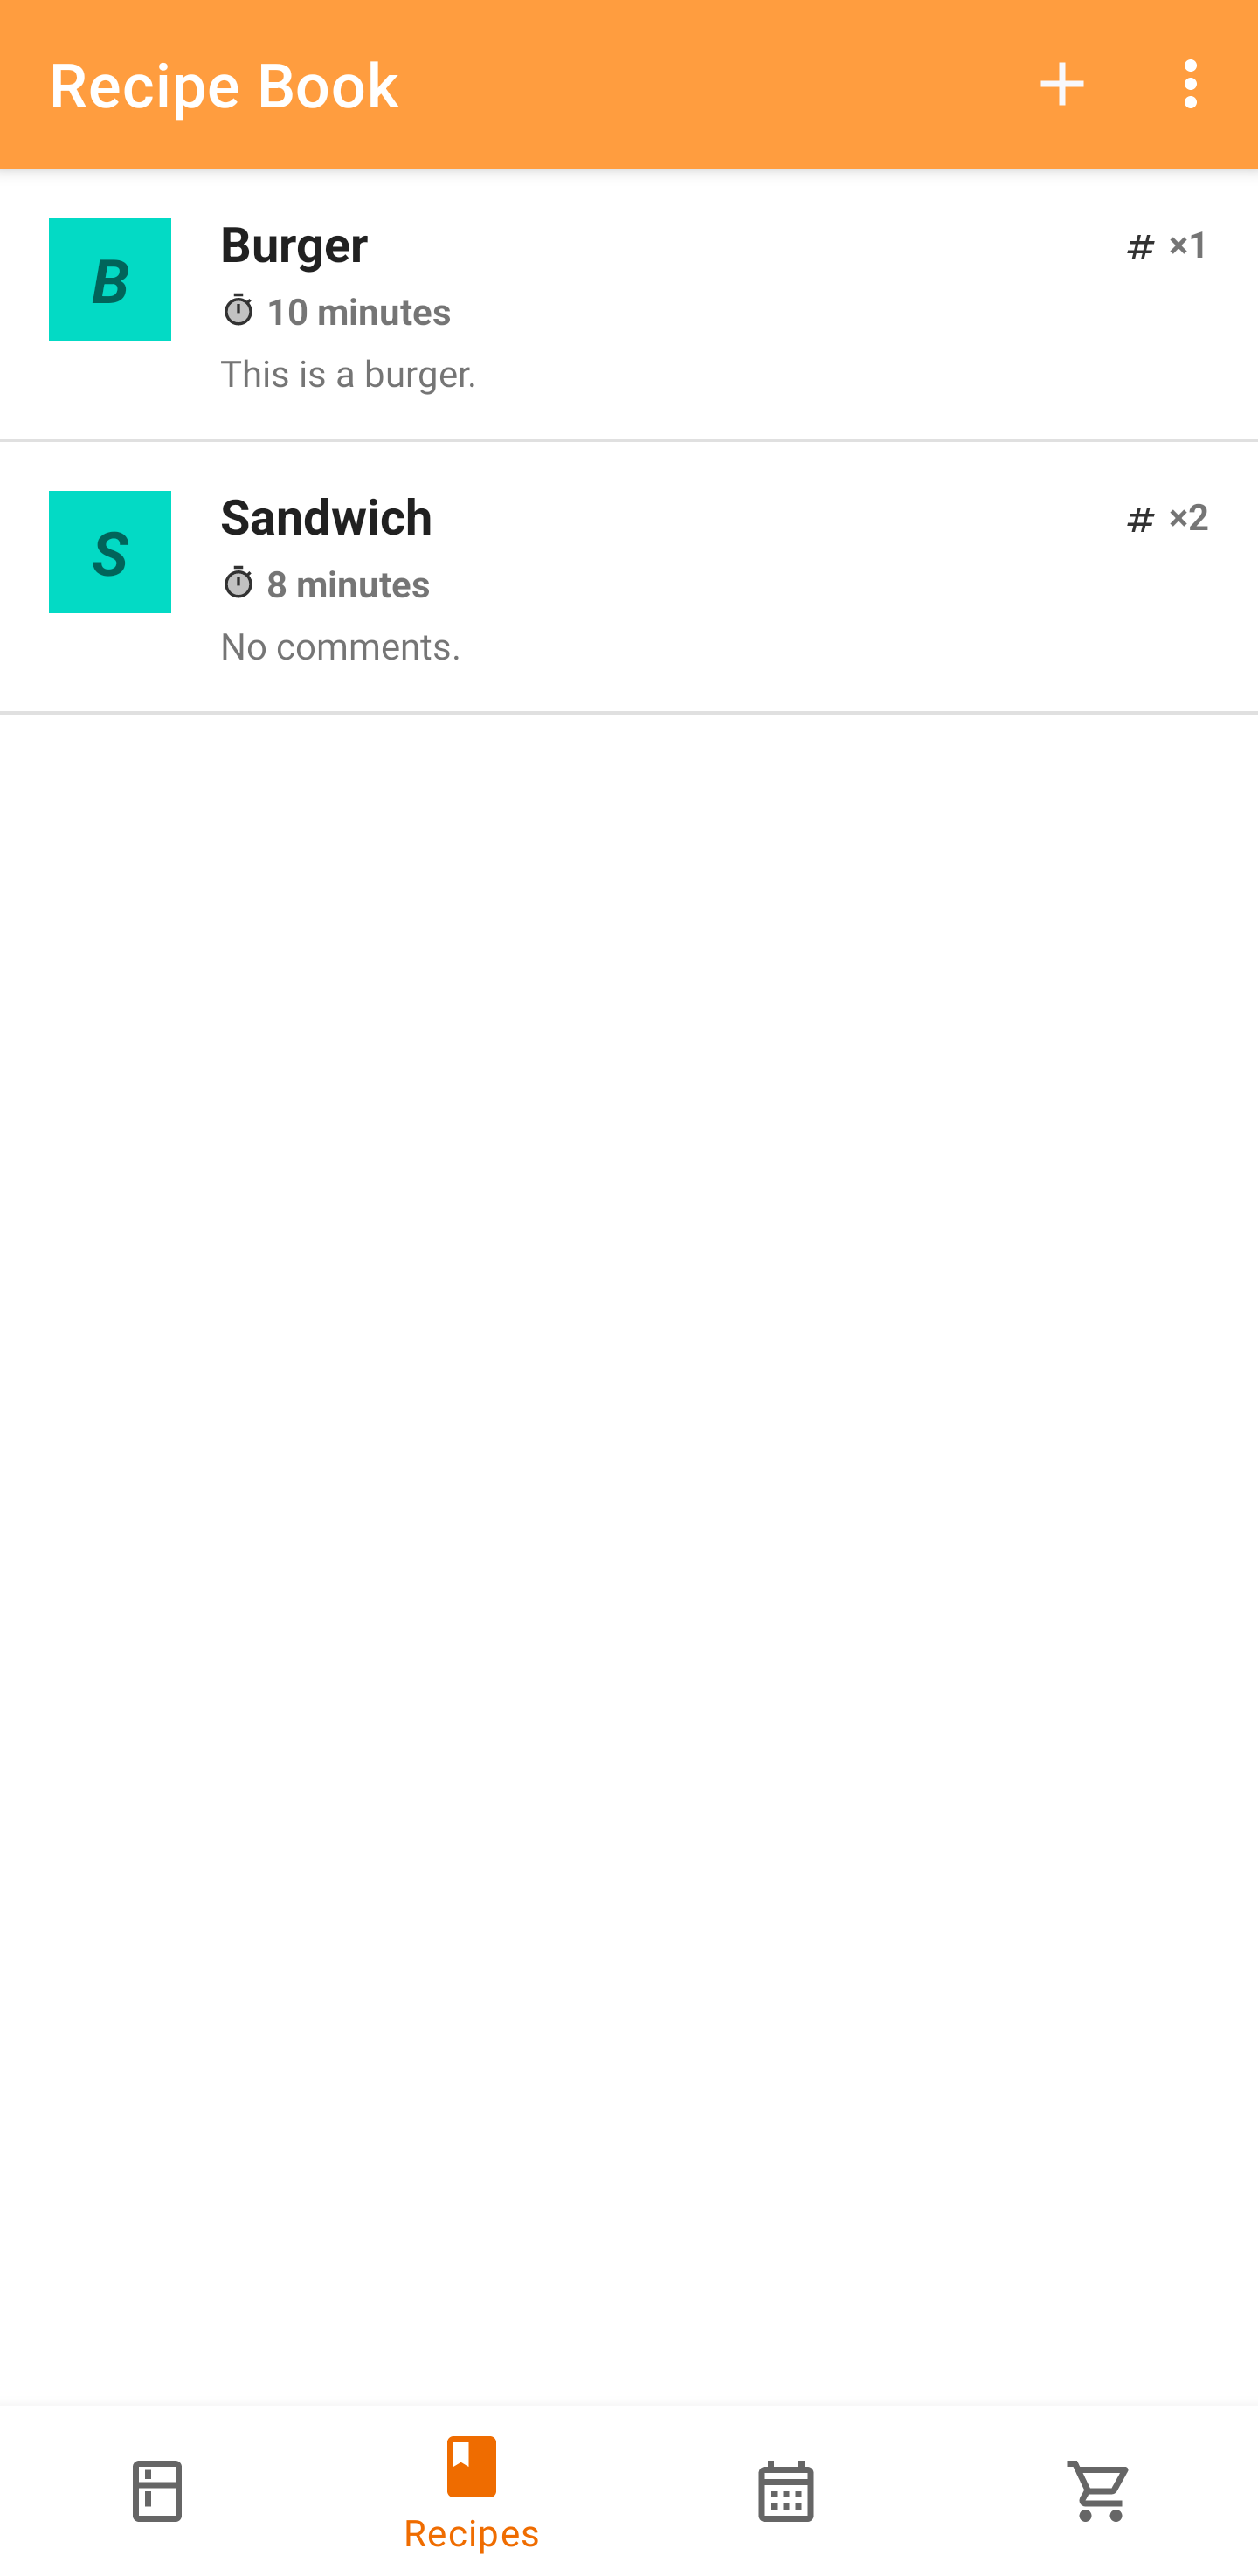 Recipe Book
B
Burger
# ×1
10 minutes
This is a burger.
S
Sandwich
# ×2
8 minutes
No comments.
Recipes